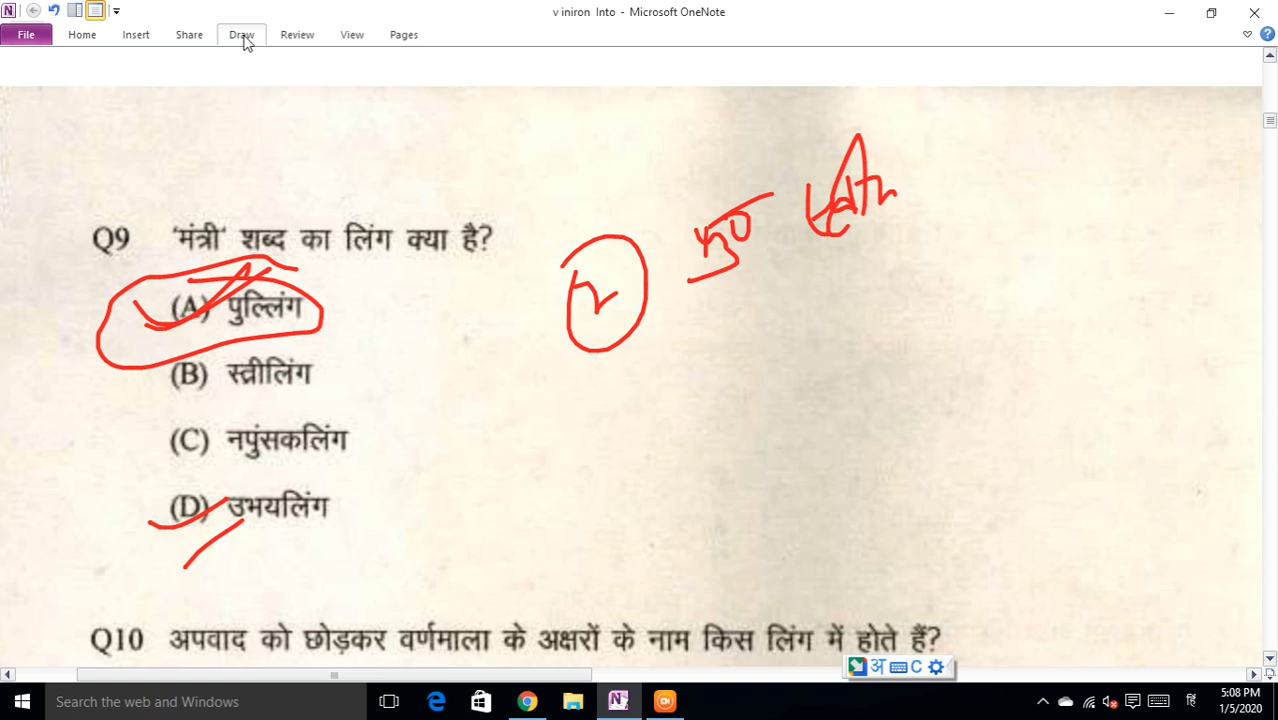 v iniron Into - Microsoft OneNote
File Home Insert Share Draw Review View Pages
Q9 'मंत्री' शब्द का लिंग क्या है?
(A) पुल्लिंग
(B) स्त्रीलिंग
(C) नपुंसकलिंग
(D) उभयलिंग
Q10 अपवाद को छोड़कर वर्णमाला के अक्षरों के नाम किस लिंग में होते हैं?
अ C
Search the web and Windows
हि
5:08 PM
1/5/2020